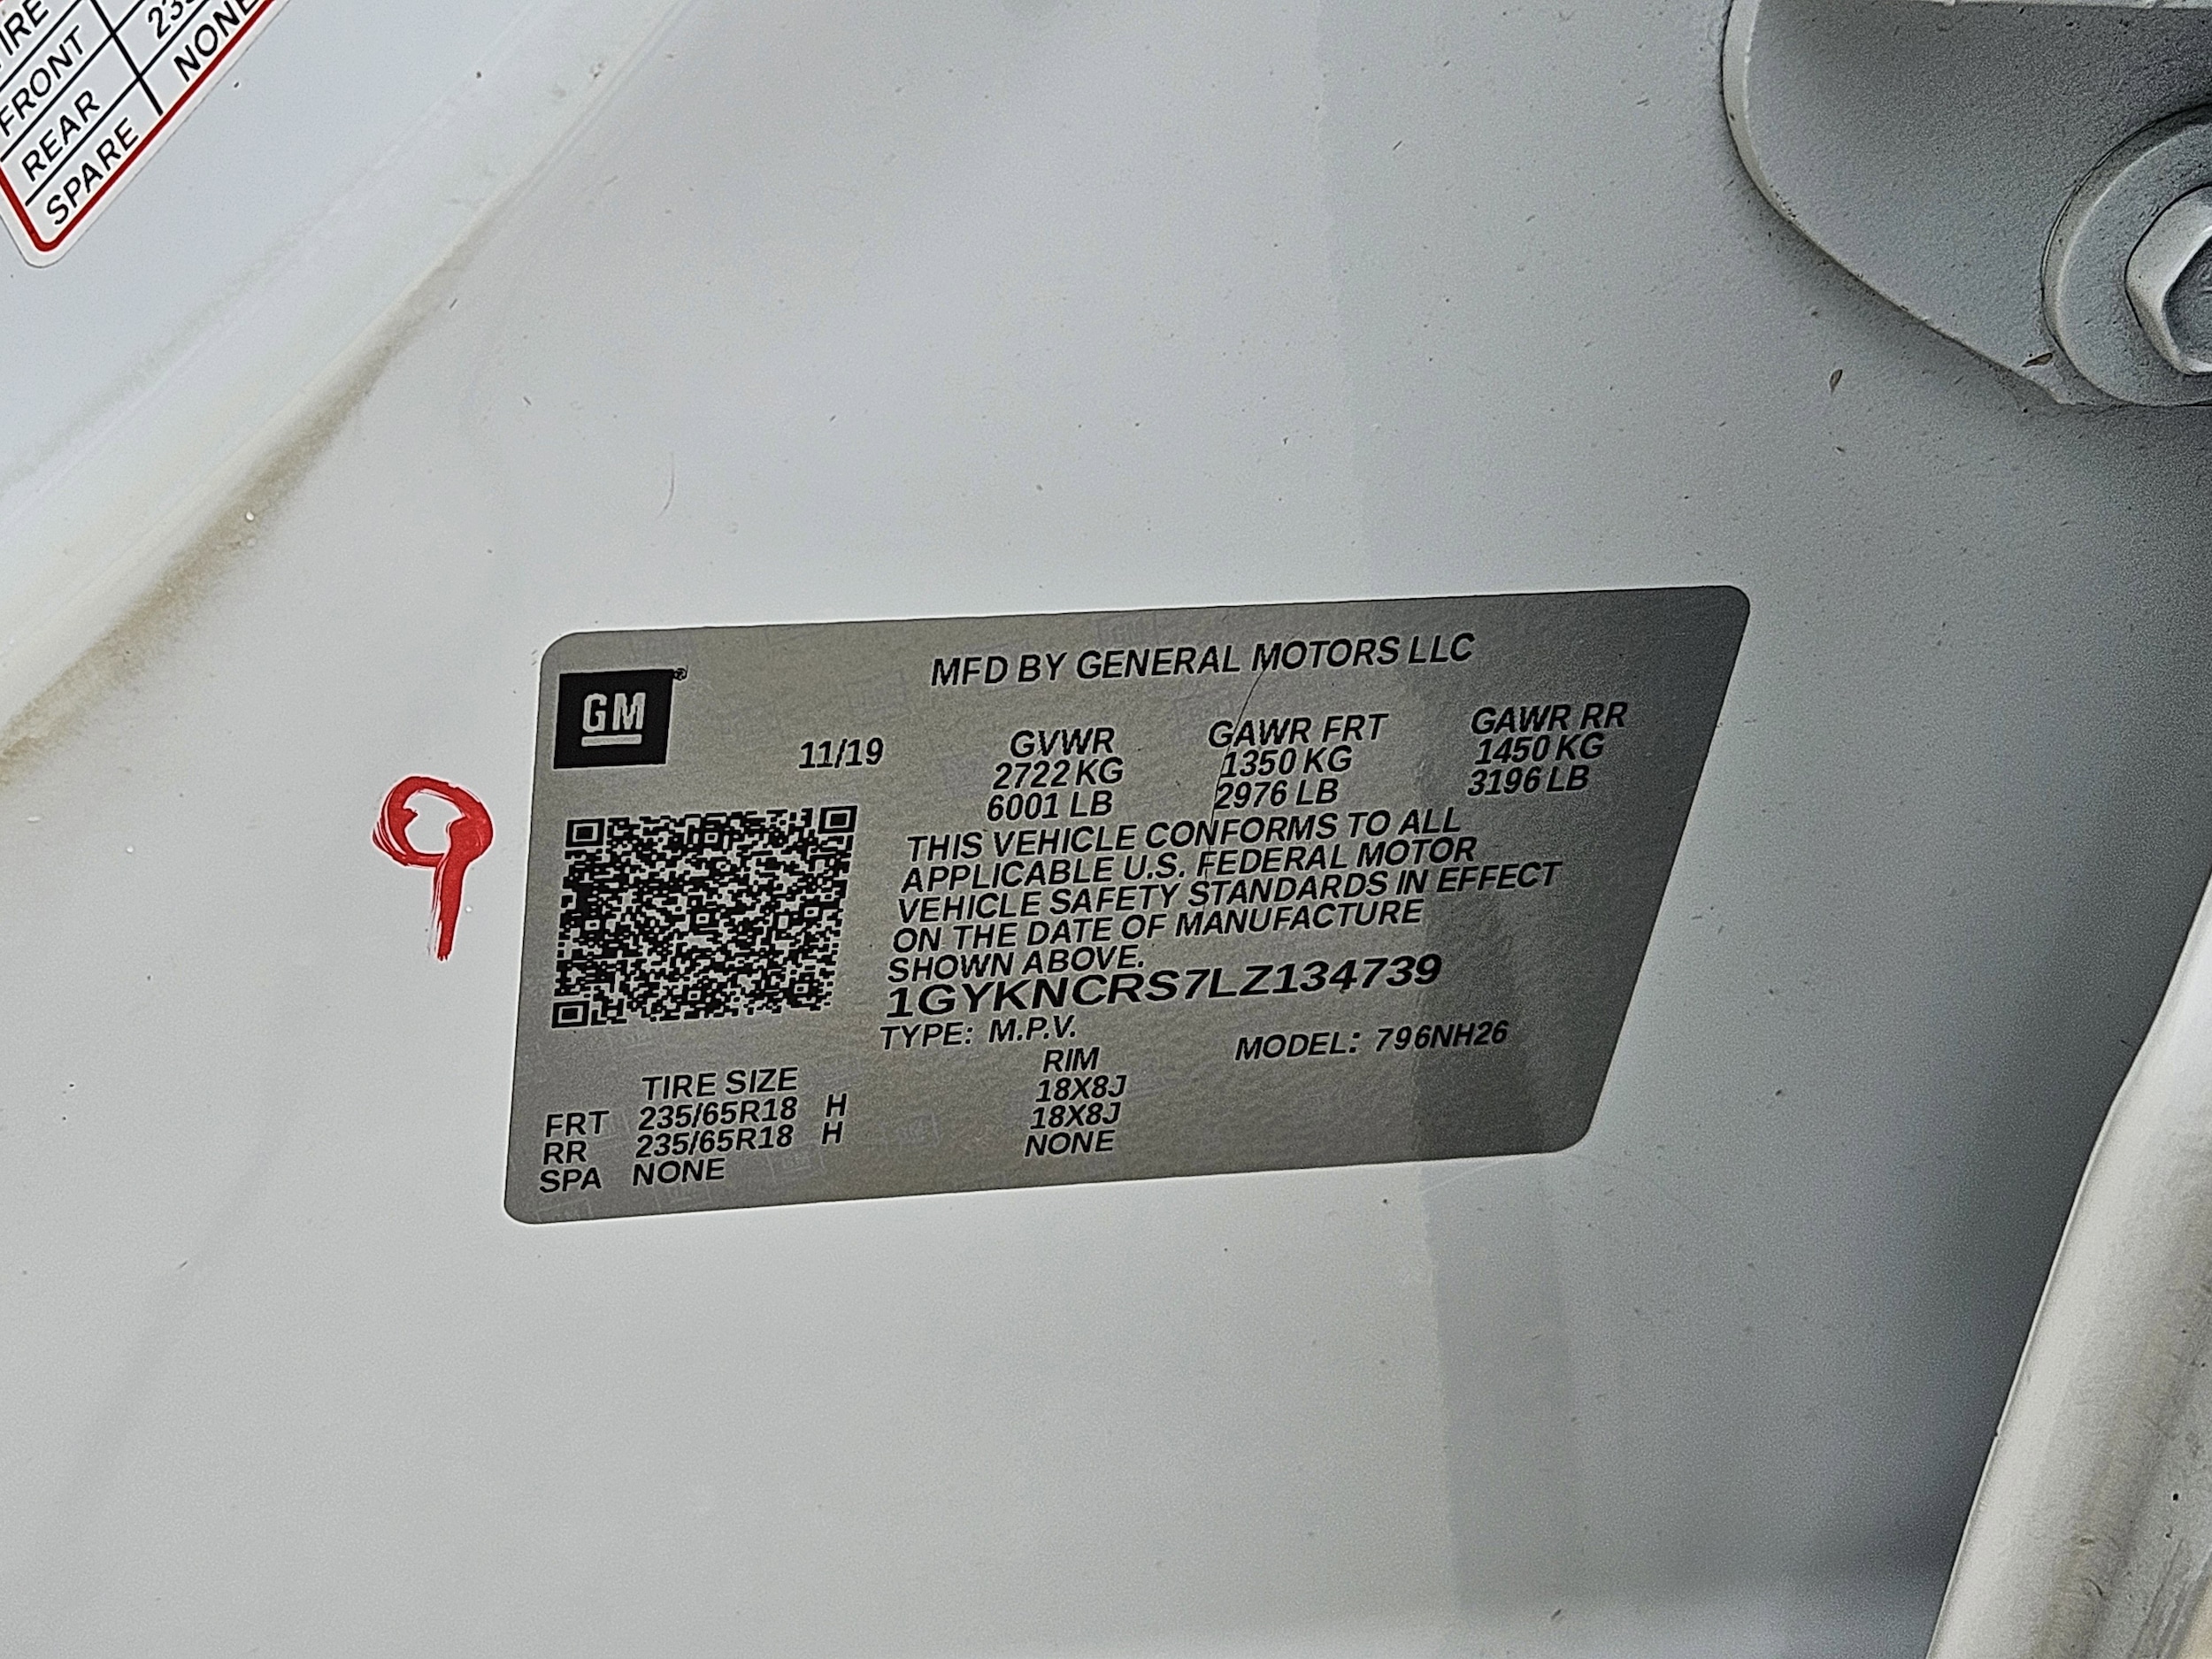 FRONT
REAR
SPARE NONE
GM®
MFD BY GENERAL MOTORS LLC
11/19 GVWR GAWR FRT GAWR RR
2722 KG 1350 KG 1450 KG
6001 LB 2976 LB 3196 LB
THIS VEHICLE CONFORMS TO ALL
APPLICABLE U.S. FEDERAL MOTOR
VEHICLE SAFETY STANDARDS IN EFFECT
ON THE DATE OF MANUFACTURE
SHOWN ABOVE.
1GYKNCRS7LZ134739
TYPE: M.P.V. MODEL: 796NH26
TIRE SIZE RIM
FRT 235/65R18 H 18X8J
RR 235/65R18 H 18X8J
SPA NONE NONE
9